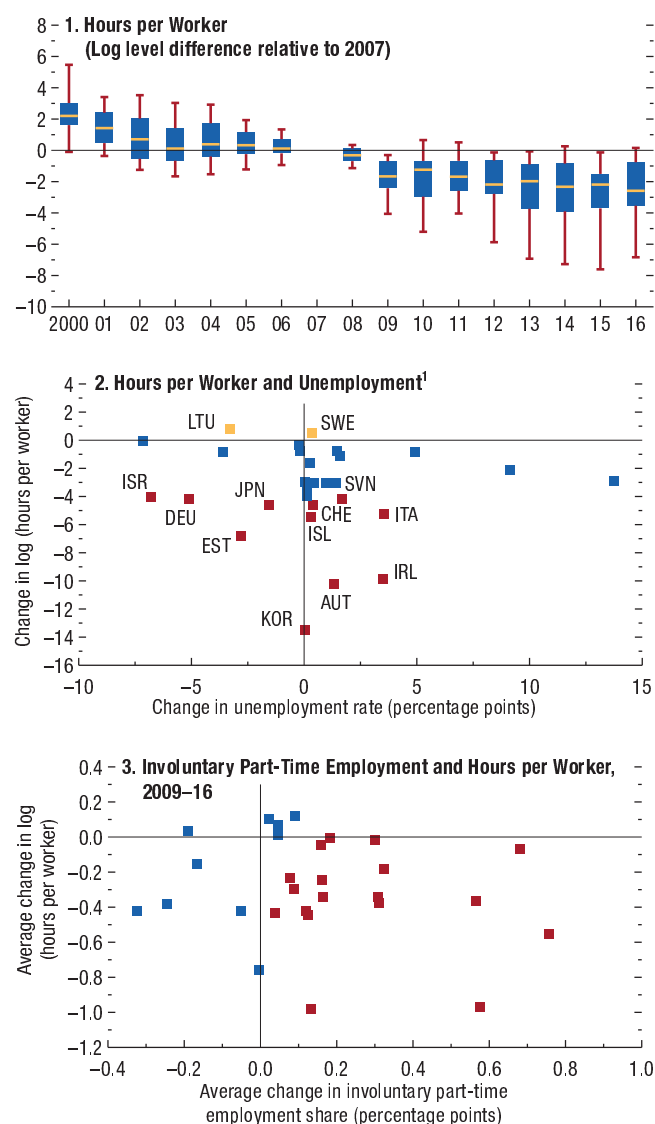 1. Hours per Worker
(Log level difference relative to 2007)
8
6
4
2
0
−2
−4
−6
−8
−10
2000 01 02 03 04 05 06 07 08 09 10 11 12 13 14 15 16
2. Hours per Worker and Unemployment¹
Change in log (hours per worker)
4
2
0
−2
−4
−6
−8
−10
−12
−14
−16
LTU
SWE
ISR
DEU
JPN
EST
SVN
CHE
ISL
ITA
IRL
AUT
KOR
−10 −5 0 5 10 15
Change in unemployment rate (percentage points)
3. Involuntary Part-Time Employment and Hours per Worker,
2009–16
Average change in log
(hours per worker)
0.4
0.2
0.0
−0.2
−0.4
−0.6
−0.8
−1.0
−1.2
−0.4 −0.2 0.0 0.2 0.4 0.6 0.8 1.0
Average change in involuntary part-time
employment share (percentage points)